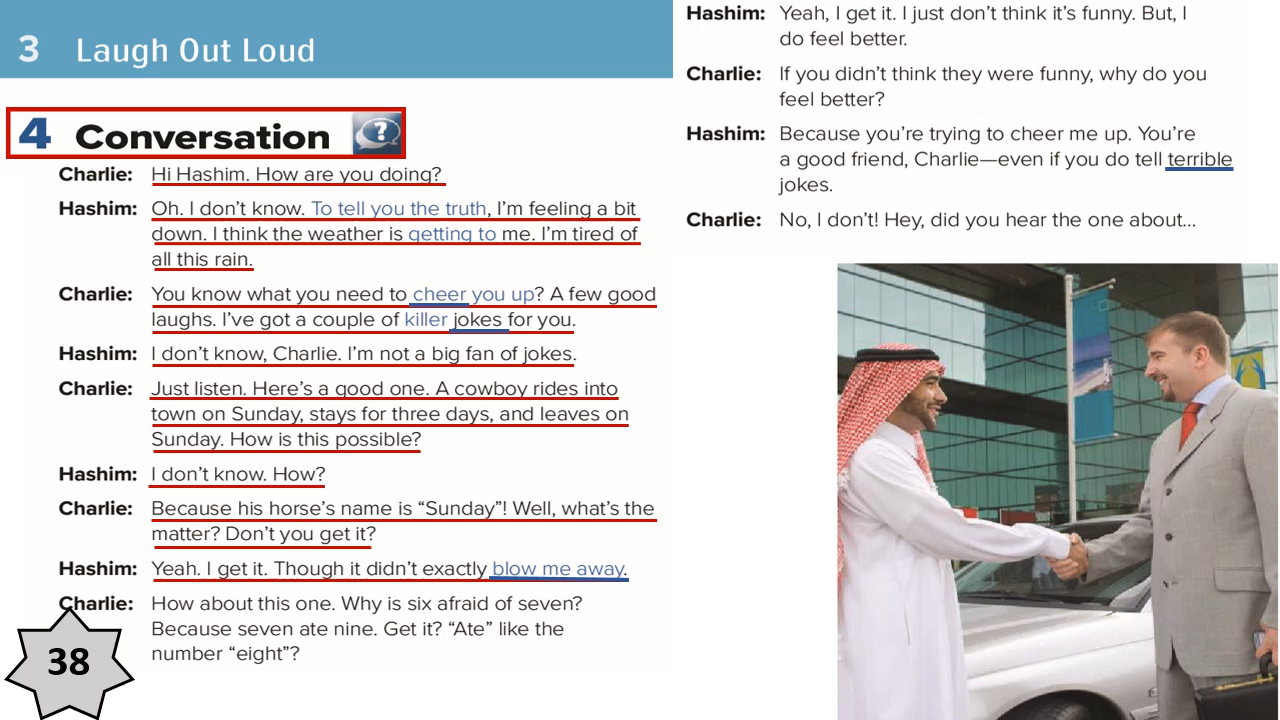 3 Laugh Out Loud
4 Conversation ?
Charlie: Hi Hashim. How are you doing?
Hashim: Oh. I don't know. To tell you the truth, I'm feeling a bit
down. I think the weather is getting to me. I'm tired of
all this rain.
Charlie: You know what you need to cheer you up? A few good
laughs. I've got a couple of killer jokes for you.
Hashim: I don't know, Charlie. I'm not a big fan of jokes.
Charlie: Just listen. Here's a good one. A cowboy rides into
town on Sunday, stays for three days, and leaves on
Sunday. How is this possible?
Hashim: I don't know. How?
Charlie: Because his horse's name is “Sunday”! Well, what's the
matter? Don't you get it?
Hashim: Yeah. I get it. Though it didn't exactly blow me away.
Charlie: How about this one. Why is six afraid of seven?
Because seven ate nine. Get it? “Ate” like the
number “eight”?
38
Hashim: Yeah, I get it. I just don't think it's funny. But, I
do feel better.
Charlie: If you didn't think they were funny, why do you
feel better?
Hashim: Because you're trying to cheer me up. You're
a good friend, Charlie—even if you do tell terrible
jokes.
Charlie: No, I don't! Hey, did you hear the one about...